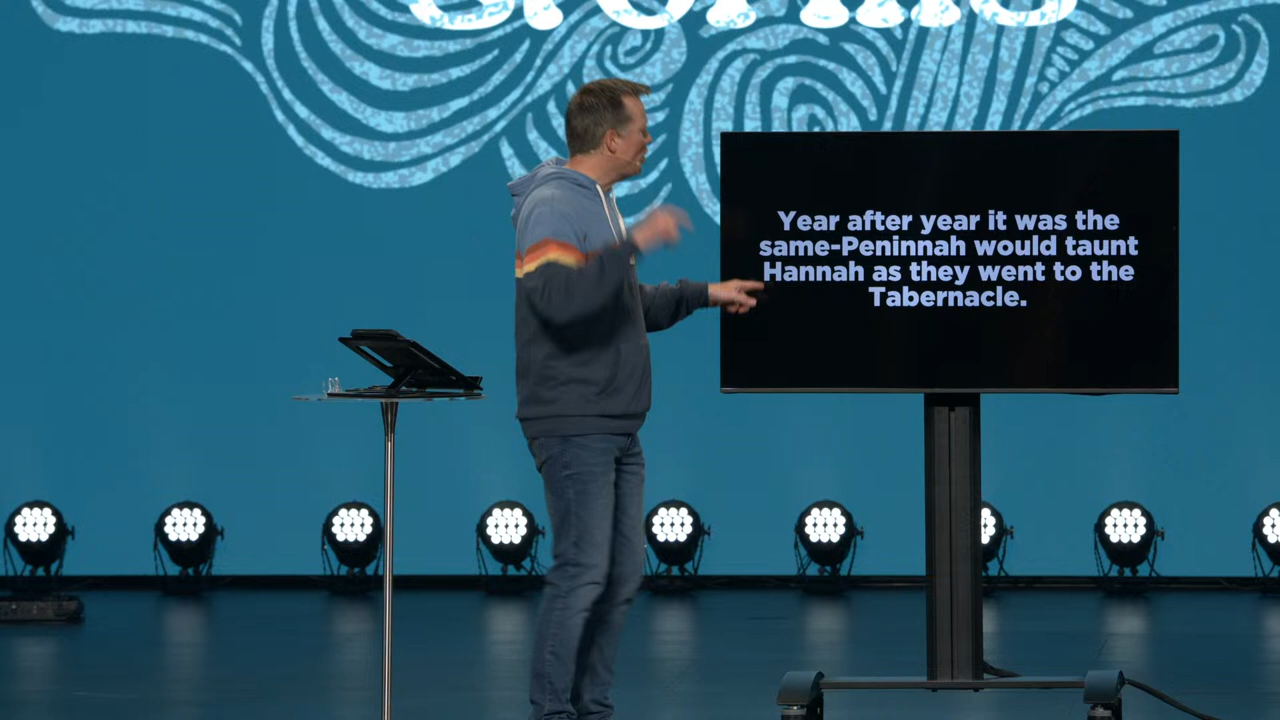 Year after year it was the
same-Peninnah would taunt
Hannah as they went to the
Tabernacle.